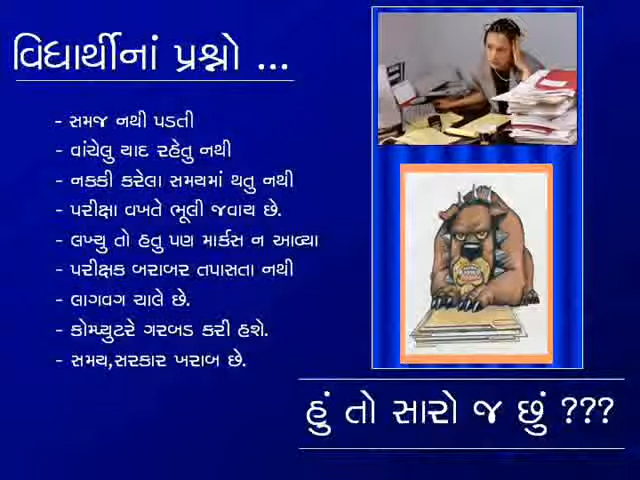 વિદ્યાર્થીનાં પ્રશ્નો ...
- સમજ નથી પડતી
- વાંચેલુ યાદ રહેતુ નથી
- નકકી કરેલા સમયમાં થતુ નથી
- પરીક્ષા વખતે ભૂલી જવાય છે.
- લખ્યુ તો હતુ પણ માર્કસ ન આવ્યા
- પરીક્ષક બરાબર તપાસતા નથી
- લાગવગ ચાલે છે.
- કોમ્પ્યુટરે ગરબડ કરી હશે.
- સમય,સરકાર ખરાબ છે.
હું તો સારો જ છું ???